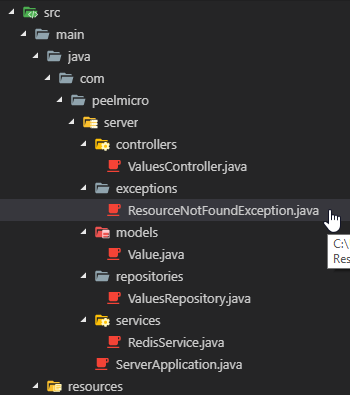 src
main
java
com
peelmicro
server
controllers
ValuesController.java
exceptions
ResourceNotFoundException.java
models
C:\
Value.java
Res
repositories
ValuesRepository.java
services
RedisService.java
ServerApplication.java
resources